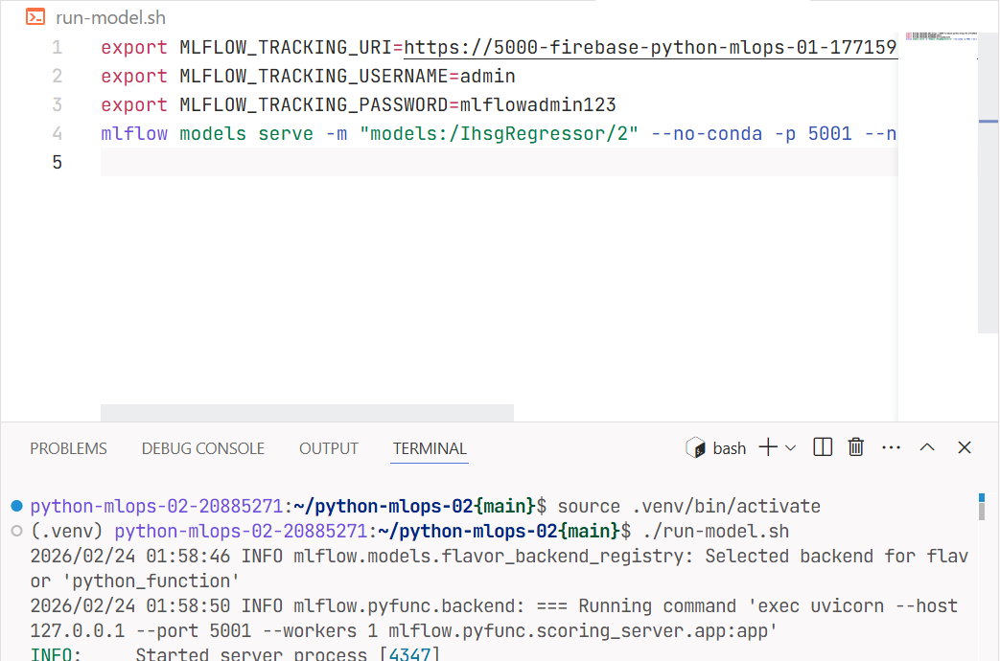 run-model.sh
1 export MLFLOW_TRACKING_URI=https://5000-firebase-python-mlops-01-177159
2 export MLFLOW_TRACKING_USERNAME=admin
3 export MLFLOW_TRACKING_PASSWORD=mlflowadmin123
4 mlflow models serve -m "models:/IhsgRegressor/2" --no-conda -p 5001 --n
5
PROBLEMS DEBUG CONSOLE OUTPUT TERMINAL bash
python-mlops-02-20885271:~/python-mlops-02{main}$ source .venv/bin/activate
(.venv) python-mlops-02-20885271:~/python-mlops-02{main}$ ./run-model.sh
2026/02/24 01:58:46 INFO mlflow.models.flavor_backend_registry: Selected backend for flav
or 'python_function'
2026/02/24 01:58:50 INFO mlflow.pyfunc.backend: === Running command 'exec uvicorn --host
127.0.0.1 --port 5001 --workers 1 mlflow.pyfunc.scoring_server.app:app'
INFO: Started server process [4347]